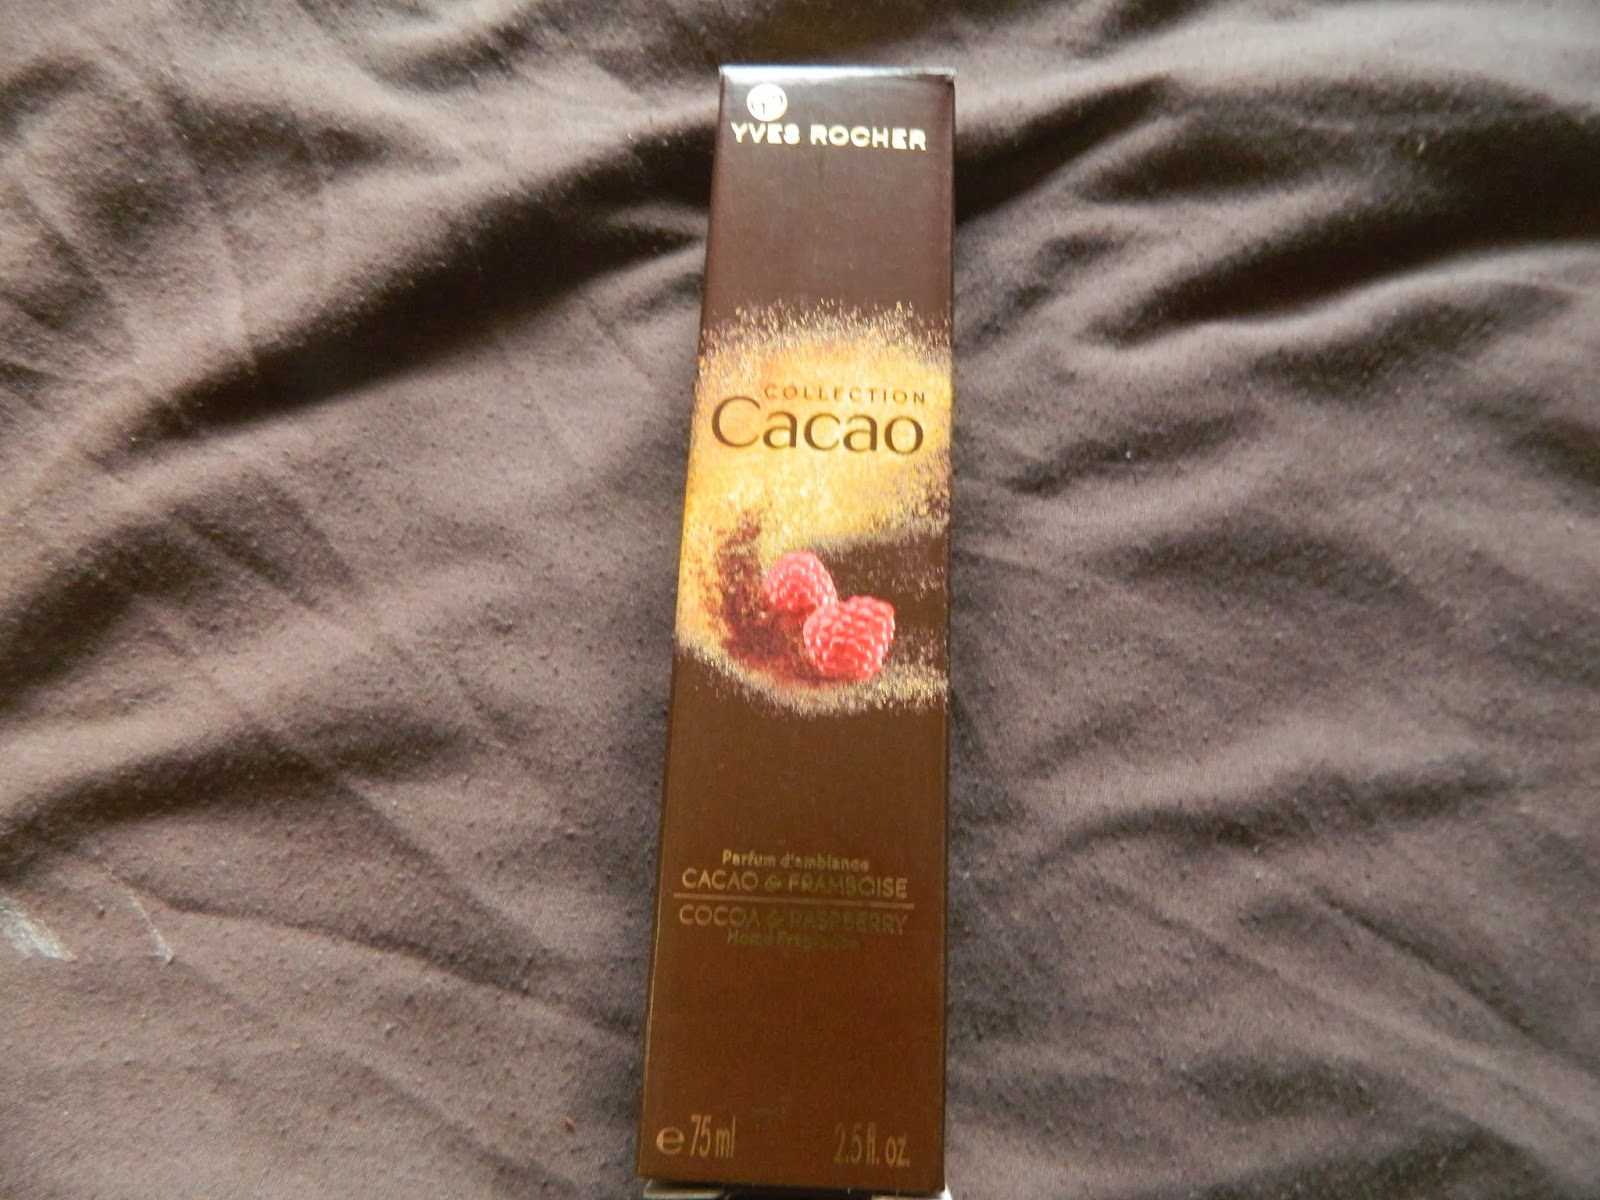 YVES ROCHER
COLLECTION
Cacao
Parfum d'ambiance
CACAO & FRAMBOISE
COCOA & RASPBERRY
Home Fragrance
e 75 ml 2.5 fl. oz.